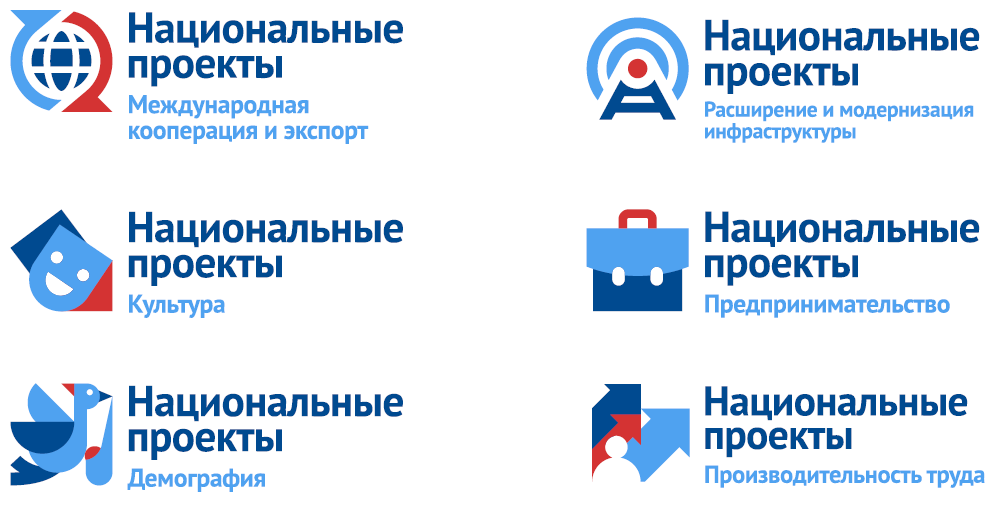 Национальные
проекты
Международная
кооперация и экспорт
Национальные
проекты
Расширение и модернизация
инфраструктуры
Национальные
проекты
Культура
Национальные
проекты
Предпринимательство
Национальные
проекты
Демография
Национальные
проекты
Производительность труда